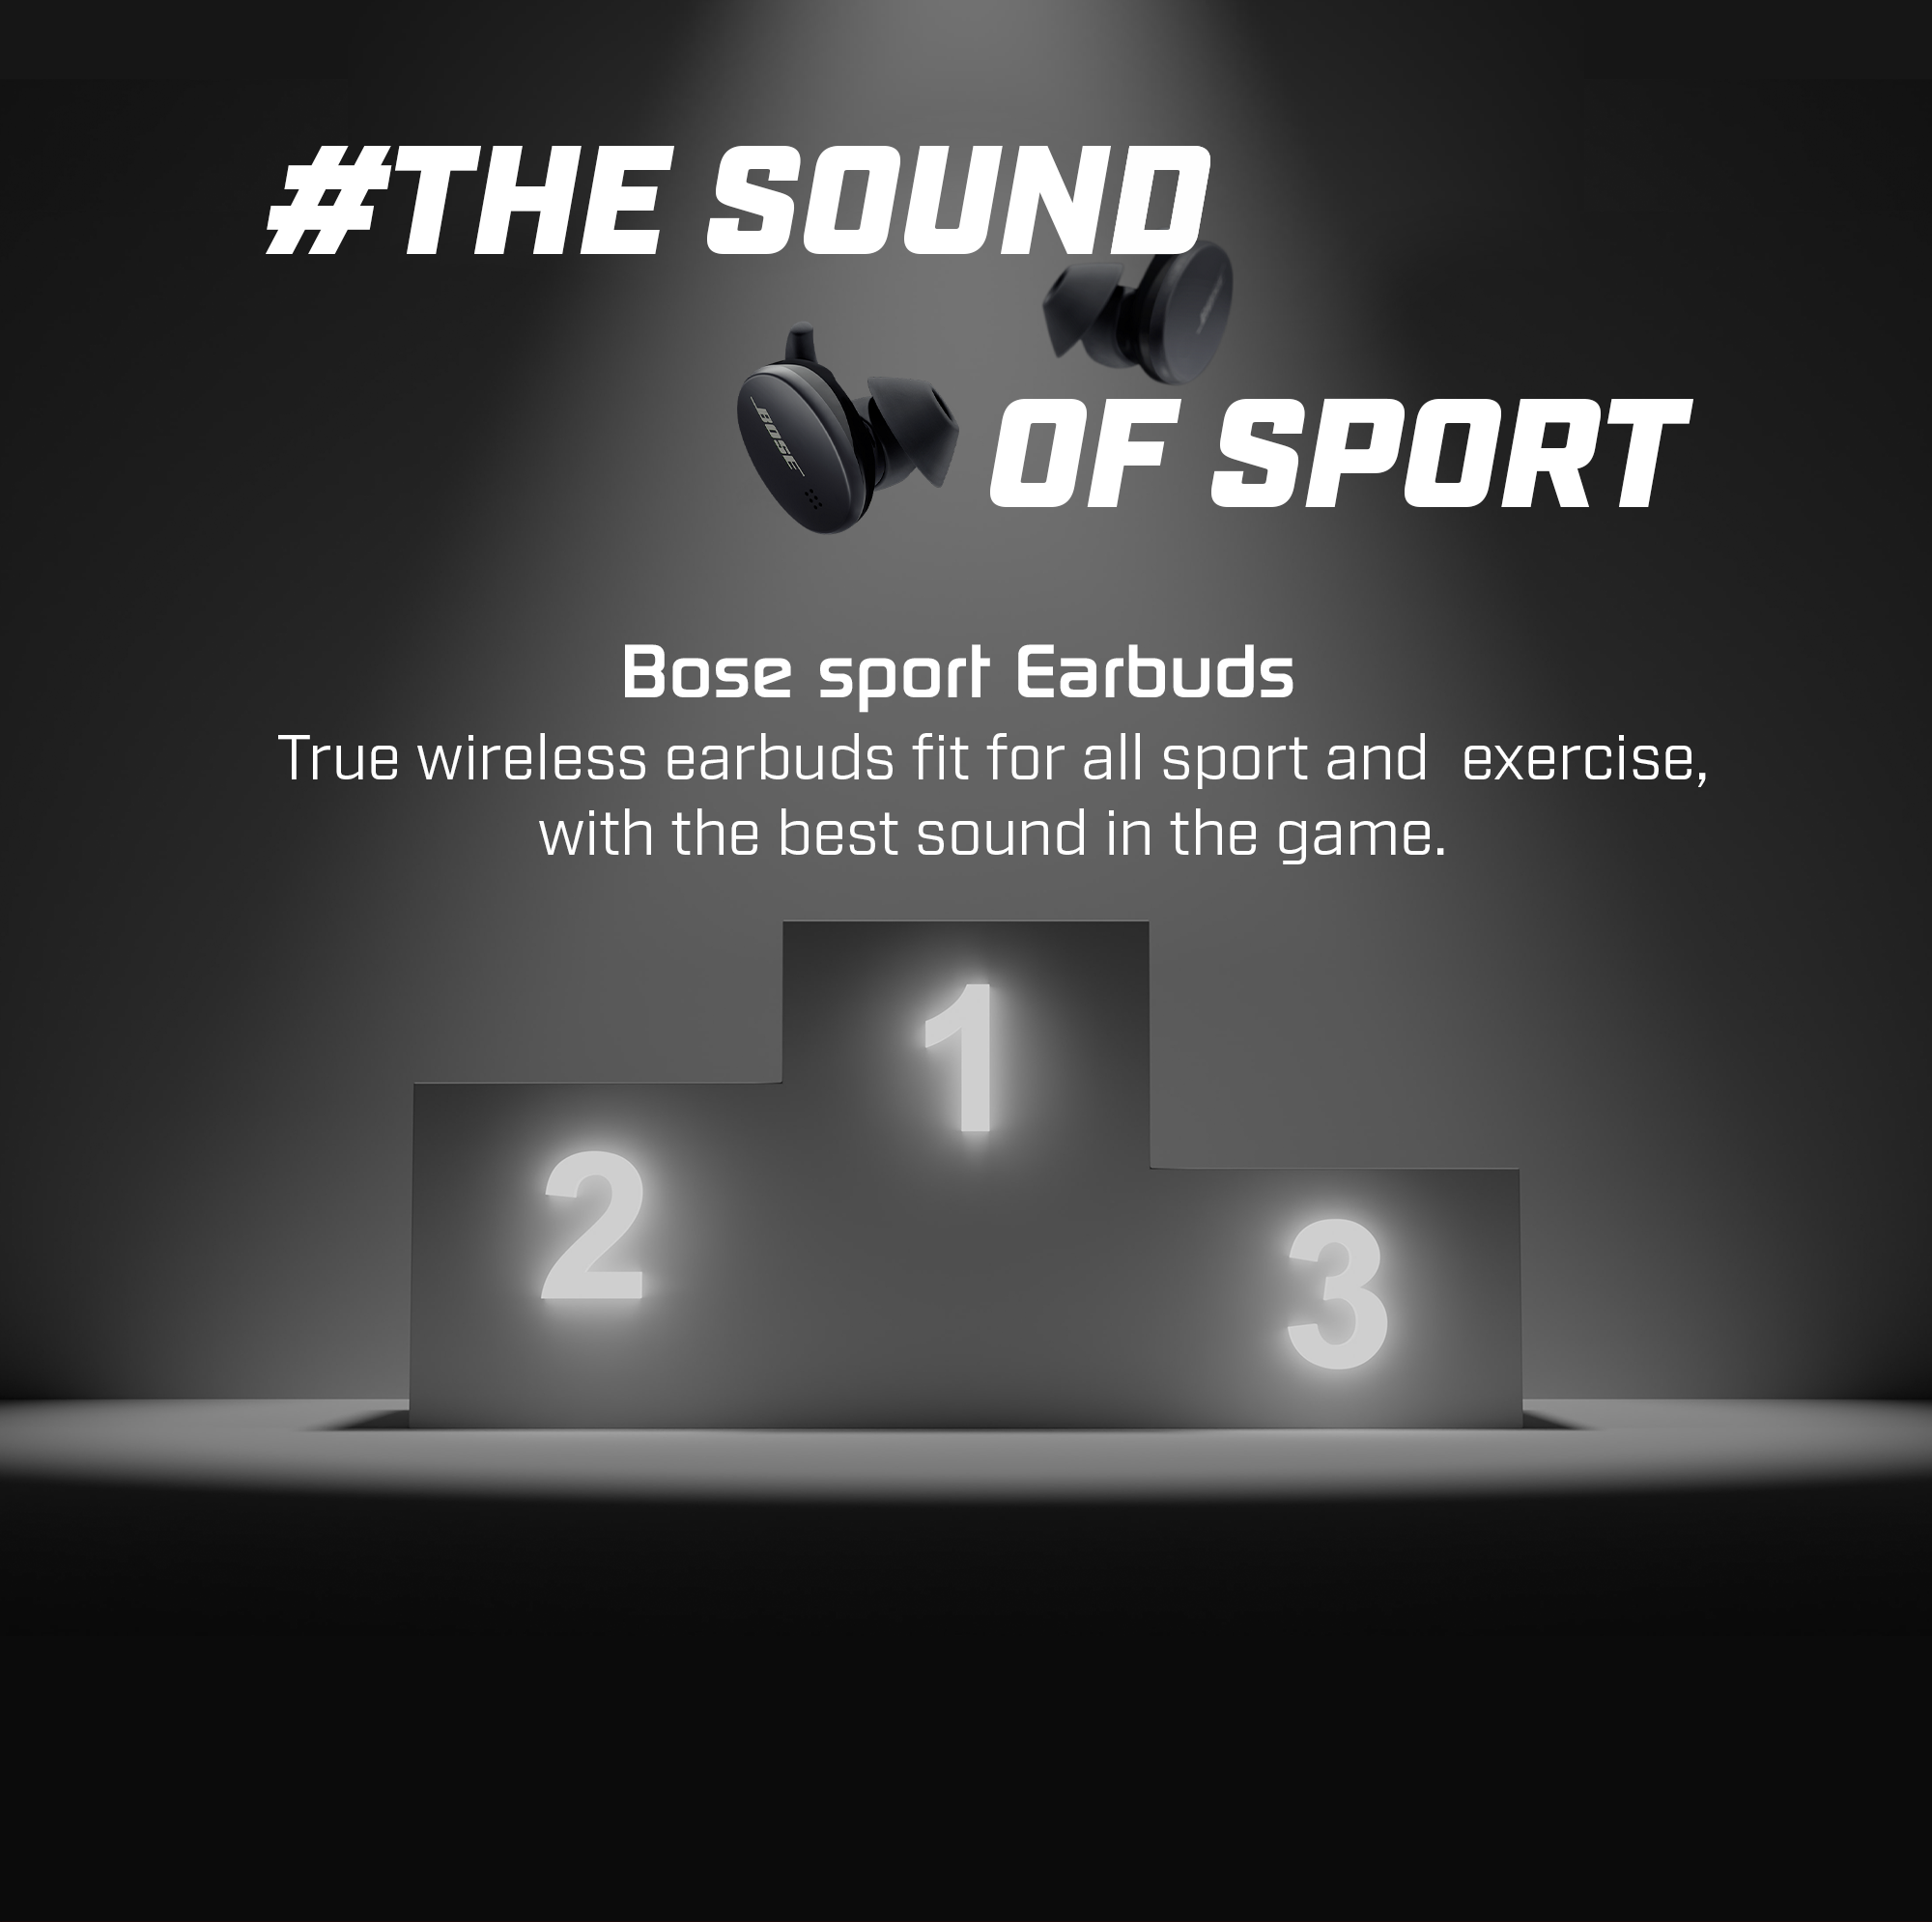 #THE SOUND
BOSE
OF SPORT
Bose sport Earbuds
True wireless earbuds fit for all sport and  exercise,
with the best sound in the game.
1
2
3